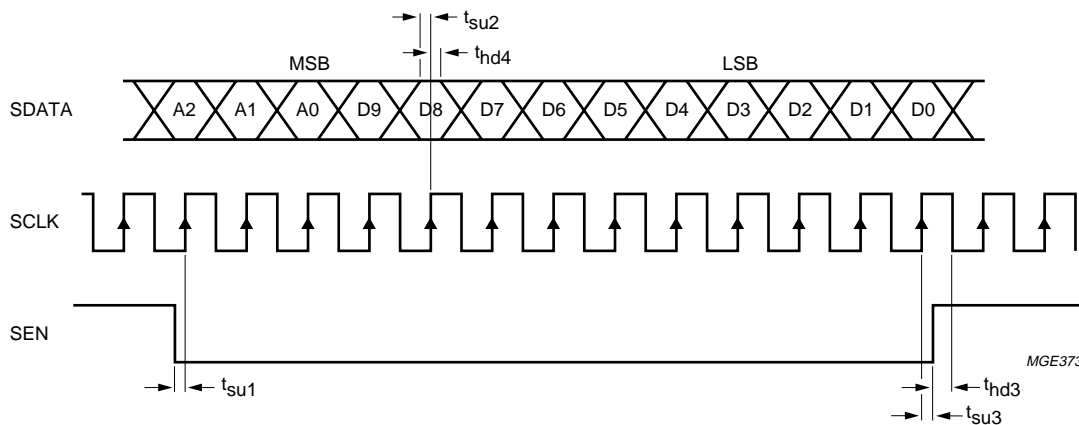 tsu2
thd4
MSB LSB
SDATA A2 A1 A0 D9 D8 D7 D6 D5 D4 D3 D2 D1 D0
SCLK
SEN
MGE373
tsu1 thd3
tsu3